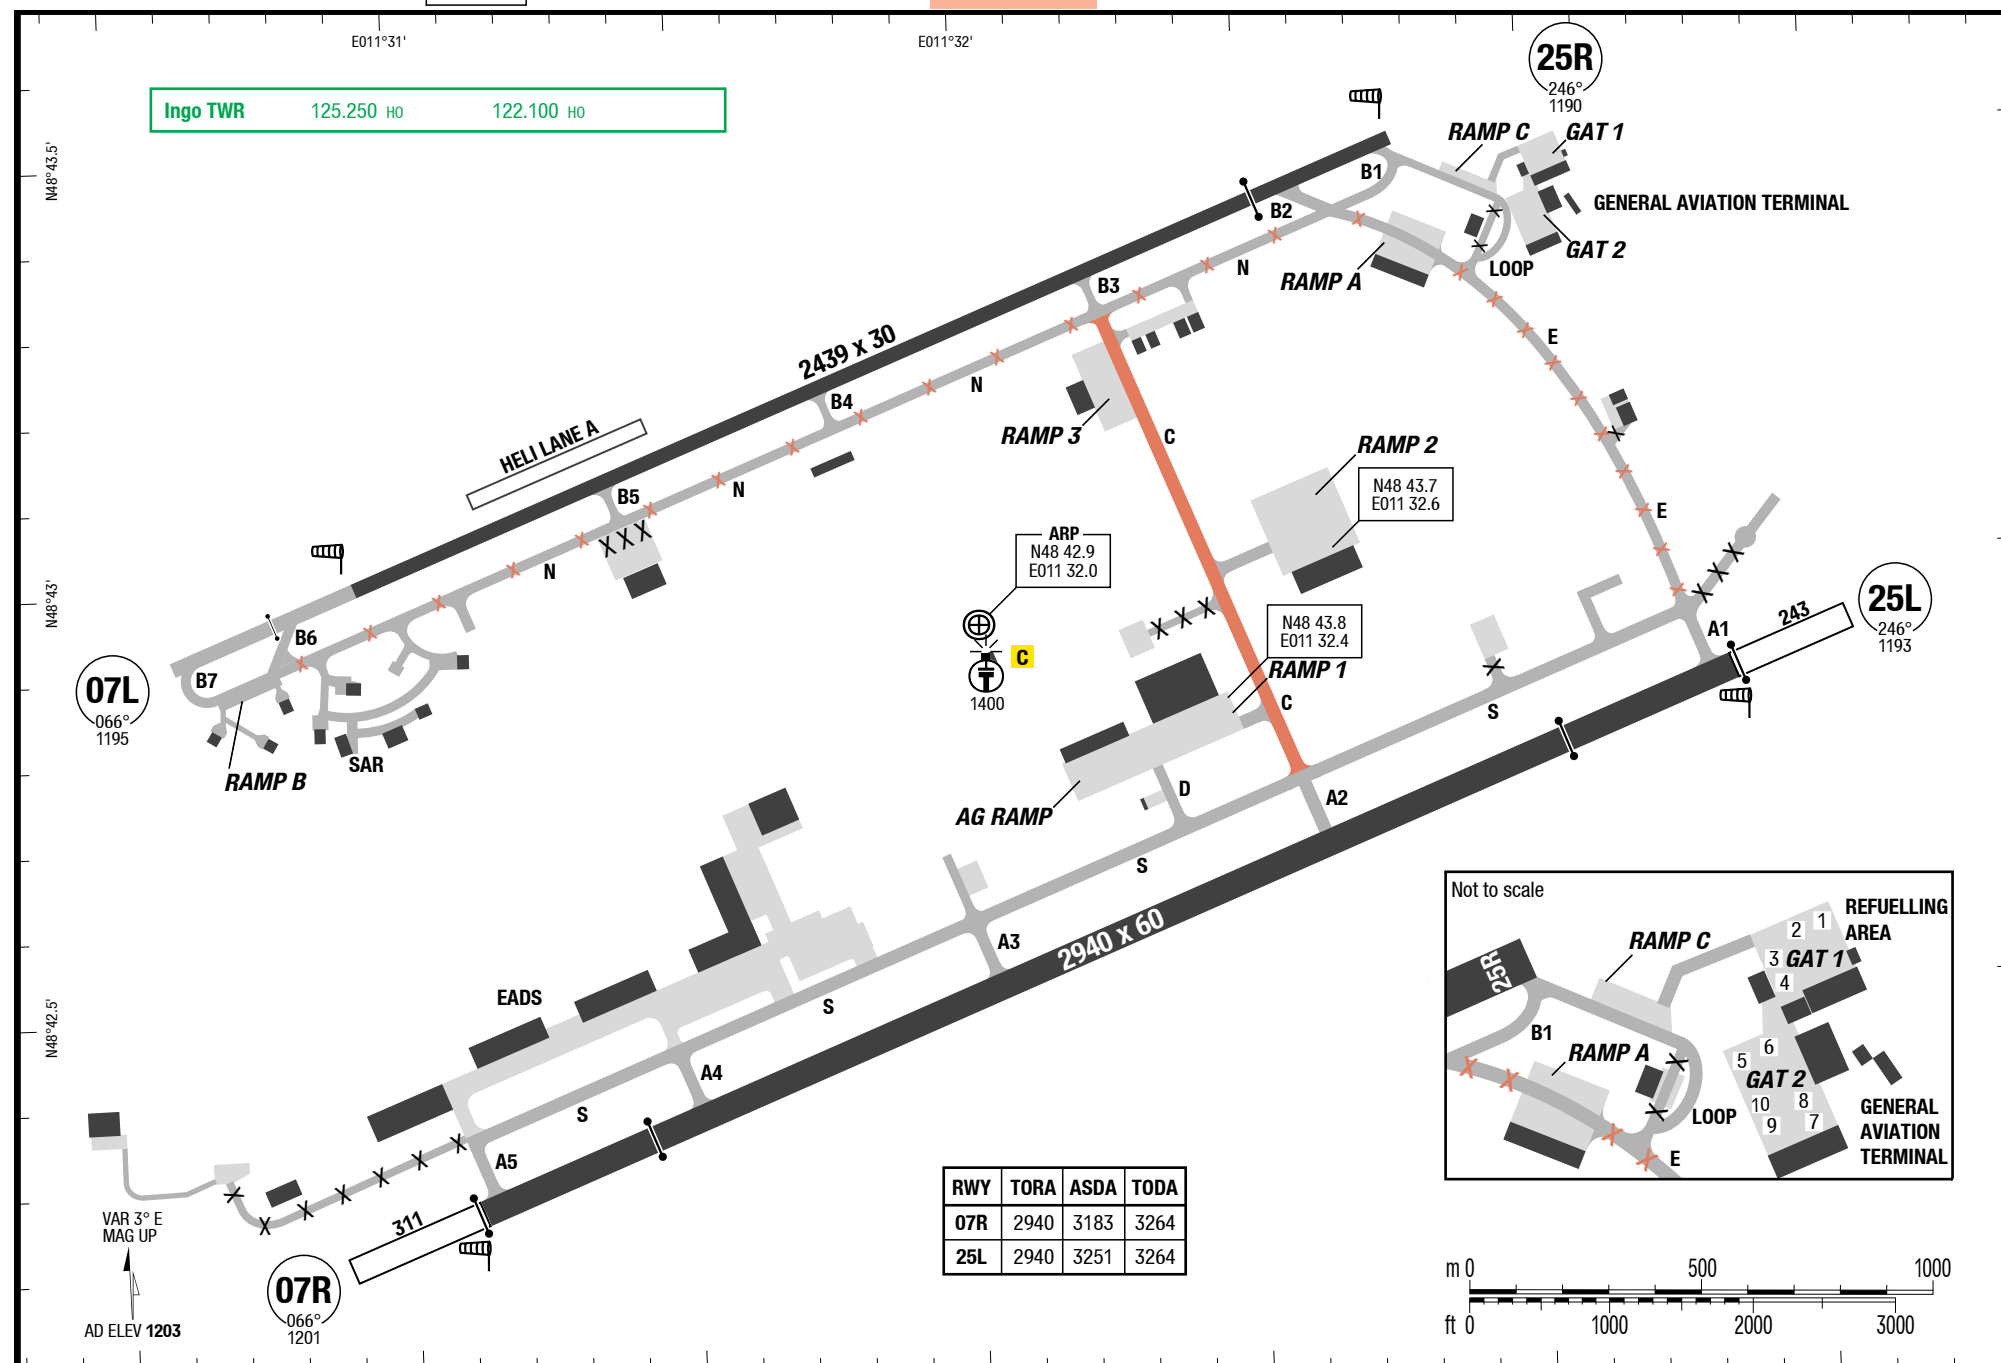 E011°31'
E011°32'
25R
246°
1190
Ingo TWR 125.250 HO 122.100 HO
N48°43.5'
RAMP C
GAT 1
B1
B2
GENERAL AVIATION TERMINAL
GAT 2
LOOP
N
RAMP A
B3
2439 x 30
E
N
B4
RAMP 3
C
HELI LANE A
RAMP 2
N48 43.7
E011 32.6
B5
N
E
ARP
N48 42.9
E011 32.0
N
N48°43'
25L
246°
1193
243
A1
N48 43.8
E011 32.4
B6
C
RAMP 1
B7
07L
066°
1195
1400
C
S
SAR
RAMP B
D
A2
AG RAMP
S
A3
2940 x 60
EADS
S
N48°42.5'
A4
S
A5
311
07R
066°
1201
VAR 3° E
MAG UP
AD ELEV 1203
RWY TORA ASDA TODA
07R 2940 3183 3264
25L 2940 3251 3264
Not to scale
REFUELLING
AREA
1
2
3
4
GAT 1
RAMP C
25R
B1
RAMP A
5
6
GAT 2
10
8
9
7
LOOP
E
GENERAL
AVIATION
TERMINAL
m 0 500 1000
ft 0 1000 2000 3000